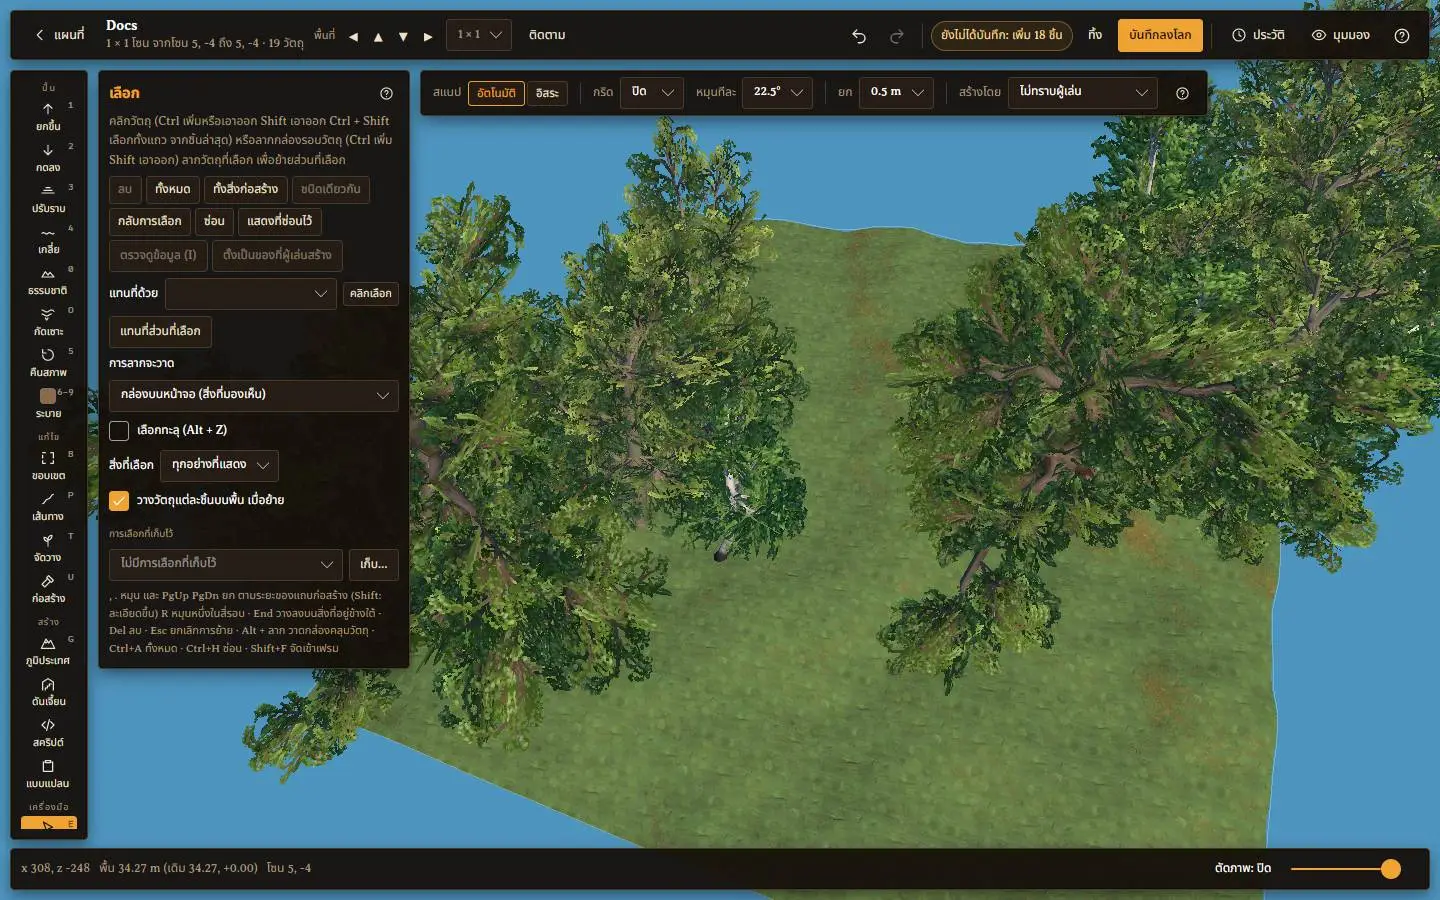 แผนที่
Docs
1 × 1 โซน จากโซน 5, -4 ถึง 5, -4 · 19 วัตถุ
พื้นที่
1 × 1
ติดตาม
ยังไม่ได้บันทึก: เพิ่ม 18 ชิ้น
ทิ้ง
บันทึกลงโลก
ประวัติ
มุมมอง
ปั้น
1
ยกขึ้น
2
กดลง
3
ปรับราบ
4
เกลี่ย
0
ธรรมชาติ
O
กัดเซาะ
5
คืนสภาพ
6–9
ระบาย
แก้ไข
B
ขอบเขต
P
เส้นทาง
T
จัดวาง
U
ก่อสร้าง
สร้าง
G
ภูมิประเทศ
ดันเจี้ยน
สคริปต์
แบบแปลน
เครื่องมือ
E
เลือก
คลิกวัตถุ (Ctrl เพิ่มหรือเอาออก Shift เอาออก Ctrl + Shift
เลือกทั้งแถว จากชิ้นล่าสุด) หรือลากกล่องรอบวัตถุ (Ctrl เพิ่ม
Shift เอาออก) ลากวัตถุที่เลือก เพื่อย้ายส่วนที่เลือก
ลบ ทั้งหมด ทั้งสิ่งก่อสร้าง ชนิดเดียวกัน
กลับการเลือก ซ่อน แสดงที่ซ่อนไว้
ตรวจดูข้อมูล (I) ตั้งเป็นของที่ผู้เล่นสร้าง
แทนที่ด้วย คลิกเลือก
แทนที่ส่วนที่เลือก
การลากจะวาด
กล่องบนหน้าจอ (สิ่งที่มองเห็น)
เลือกทะลุ (Alt + Z)
สิ่งที่เลือก ทุกอย่างที่แสดง
วางวัตถุแต่ละชิ้นบนพื้น เมื่อย้าย
การเลือกที่เก็บไว้
ไม่มีการเลือกที่เก็บไว้ เก็บ...
, . หมุน และ PgUp PgDn ยก ตามระยะของแถบก่อสร้าง (Shift:
ละเอียดขึ้น) R หมุนหนึ่งในสี่รอบ · End วางลงบนสิ่งที่อยู่ข้างใต้ ·
Del ลบ · Esc ยกเลิกการย้าย · Alt + ลาก วาดกล่องคลุมวัตถุ ·
Ctrl+A ทั้งหมด · Ctrl+H ซ่อน · Shift+F จัดเข้าเฟรม
สแนป อัตโนมัติ อิสระ กริด ปิด หมุนทีละ 22.5° ยก 0.5 m สร้างโดย ไม่ทราบผู้เล่น
x 308, z -248 พื้น 34.27 m (เดิม 34.27, +0.00) โซน 5, -4
ตัดภาพ: ปิด